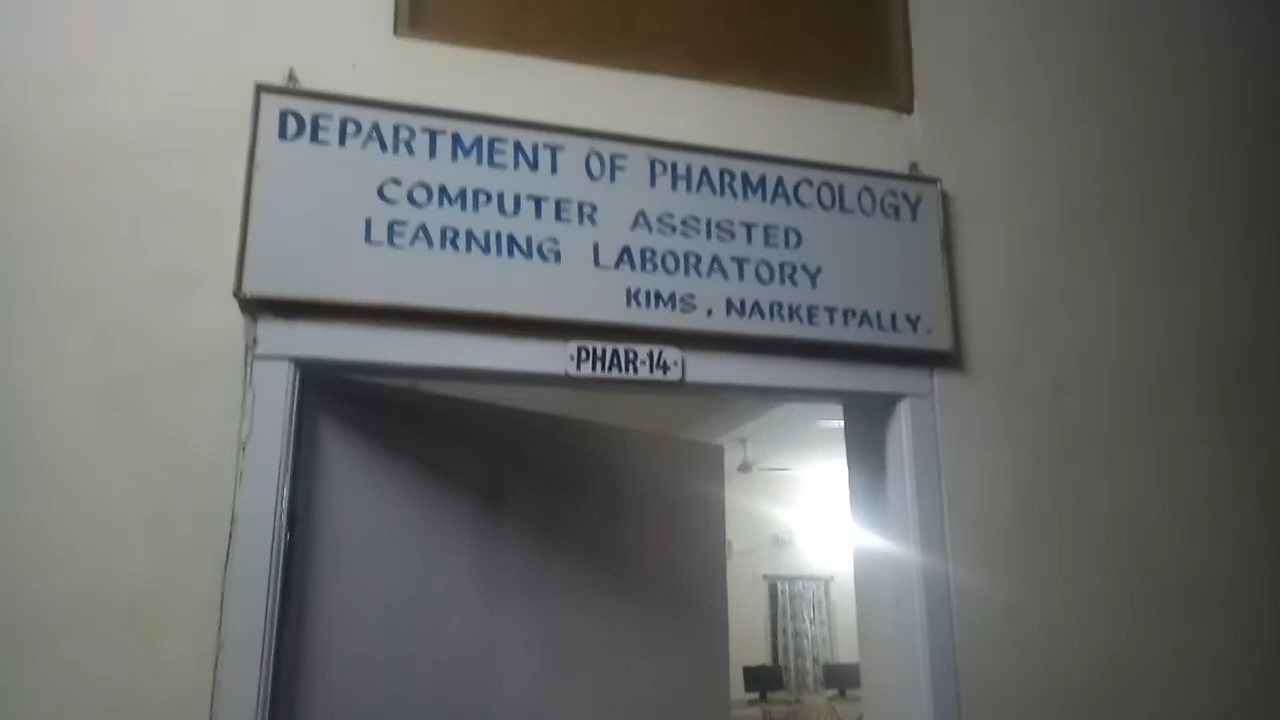 DEPARTMENT OF PHARMACOLOGY
COMPUTER ASSISTED
LEARNING LABORATORY
KIMS, NARKETPALLY.
·PHAR-14·